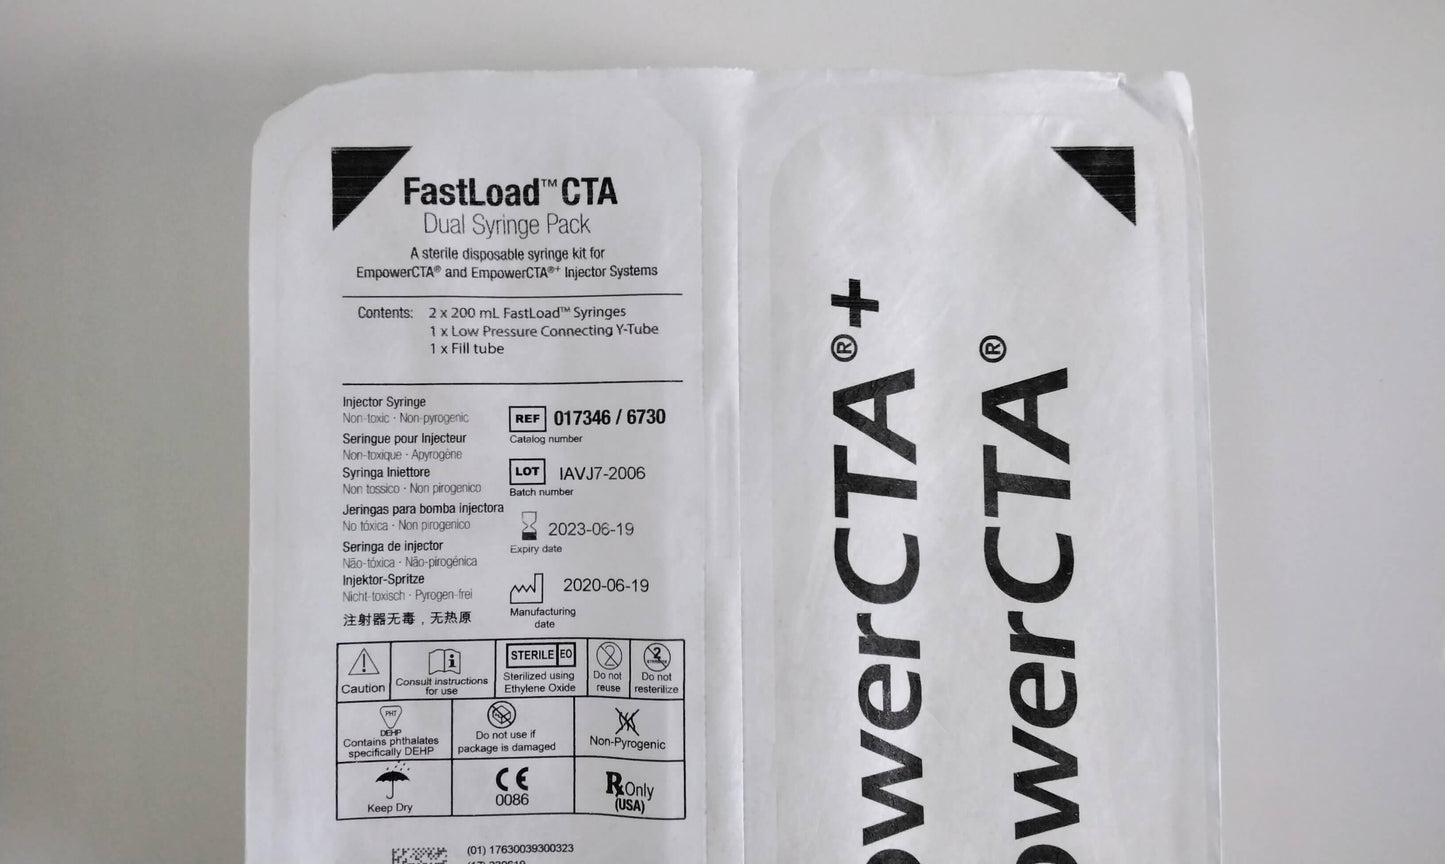 FastLoad™ CTA
Dual Syringe Pack
A sterile disposable syringe kit for
EmpowerCTA® and EmpowerCTA®+ Injector Systems
Contents: 2 x 200 mL FastLoad™ Syringes
1 x Low Pressure Connecting Y-Tube
1 x Fill tube
Injector Syringe
Non-toxic · Non-pyrogenic
Seringue pour Injecteur
Non-toxique · Apyrogène
Syringa Iniettore
Non tossico · Non pirogenico
Jeringas para bomba injectora
No tóxica · Non pirogenico
Seringa de injector
Não-tóxica · Não-pirogénica
Injektor-Spritze
Nicht-toxisch · Pyrogen-frei
注射器无毒，无热原
REF 017346 / 6730
Catalog number
LOT IAVJ7-2006
Batch number
2023-06-19
Expiry date
2020-06-19
Manufacturing
date
Caution
Consult instructions
for use
STERILE EO
Sterilized using
Ethylene Oxide
2
Do not
reuse
2
STERILIZE
Do not
resterilize
PHT
DEHP
Contains phthalates
specifically DEHP
Do not use if
package is damaged
Non-Pyrogenic
Keep Dry
CE
0086
Rx Only
(USA)
(01) 17630039300323
(17) 230619
owerCTA®+
owerCTA®